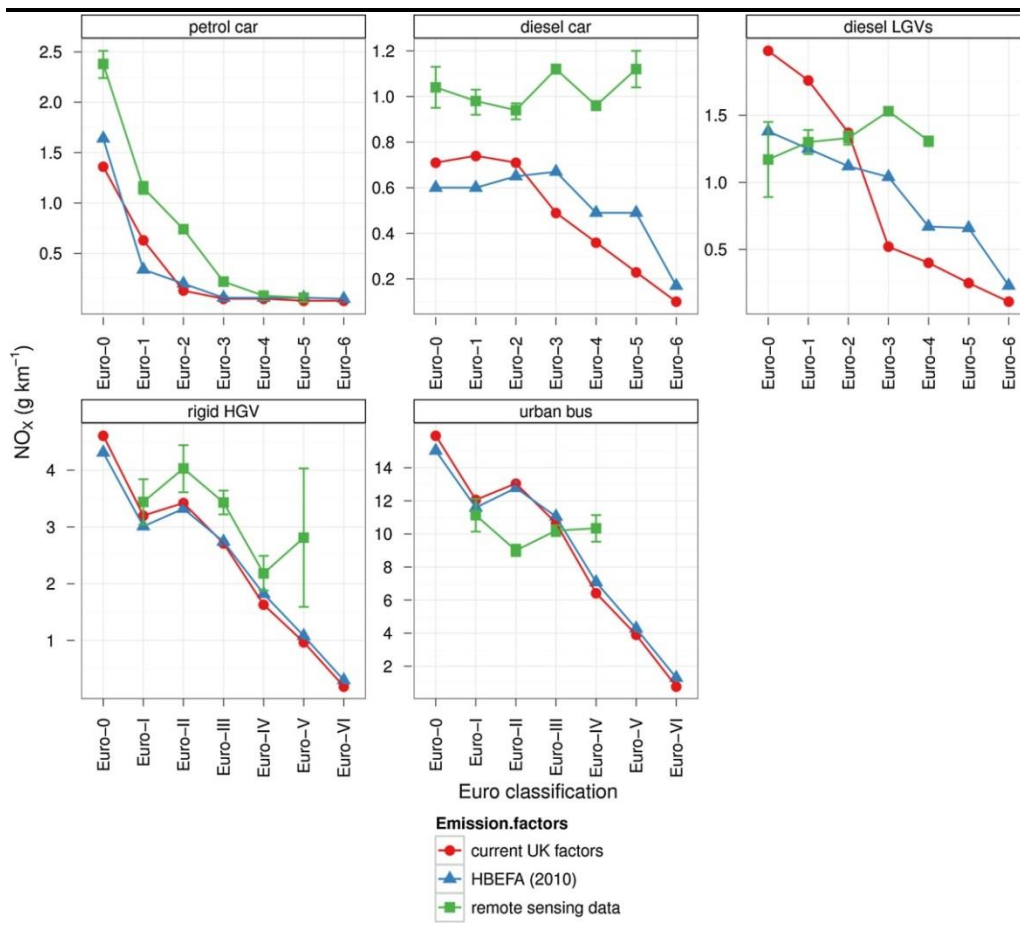 petrol car
diesel car
diesel LGVs
2.5
2.0
1.5
1.0
0.5
1.2
1.0
0.8
0.6
0.4
0.2
1.5
1.0
0.5
Euro-0
Euro-1
Euro-2
Euro-3
Euro-4
Euro-5
Euro-6
Euro-0
Euro-1
Euro-2
Euro-3
Euro-4
Euro-5
Euro-6
Euro-0
Euro-1
Euro-2
Euro-3
Euro-4
Euro-5
Euro-6
NOX (g km⁻¹)
rigid HGV
urban bus
4
3
2
1
14
12
10
8
6
4
2
Euro-0
Euro-I
Euro-II
Euro-III
Euro-IV
Euro-V
Euro-VI
Euro-0
Euro-I
Euro-II
Euro-III
Euro-IV
Euro-V
Euro-VI
Euro classification
Emission.factors
current UK factors
HBEFA (2010)
remote sensing data